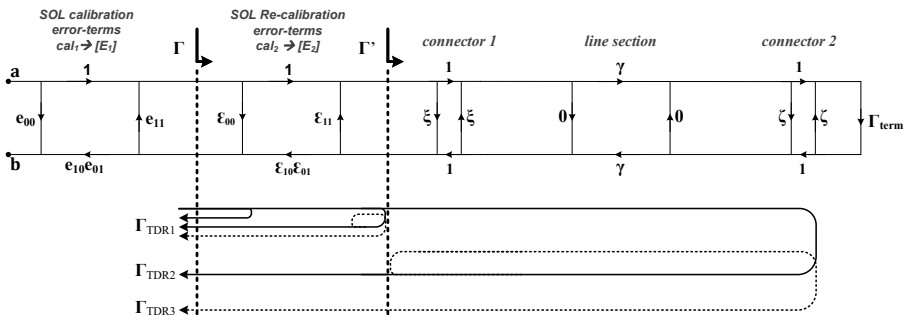 SOL calibration
error-terms
cal₁ → [E₁]
Γ
SOL Re-calibration
error-terms
cal₂ → [E₂]
Γ’
connector 1
line section
connector 2
a
1
1
1
γ
1
e₀₀
e₁₁
ε₀₀
ε₁₁
ξ
ξ
0
0
ζ
ζ
Γterm
b
e₁₀e₀₁
ε₁₀ε₀₁
1
γ
1
ΓTDR1
ΓTDR2
ΓTDR3